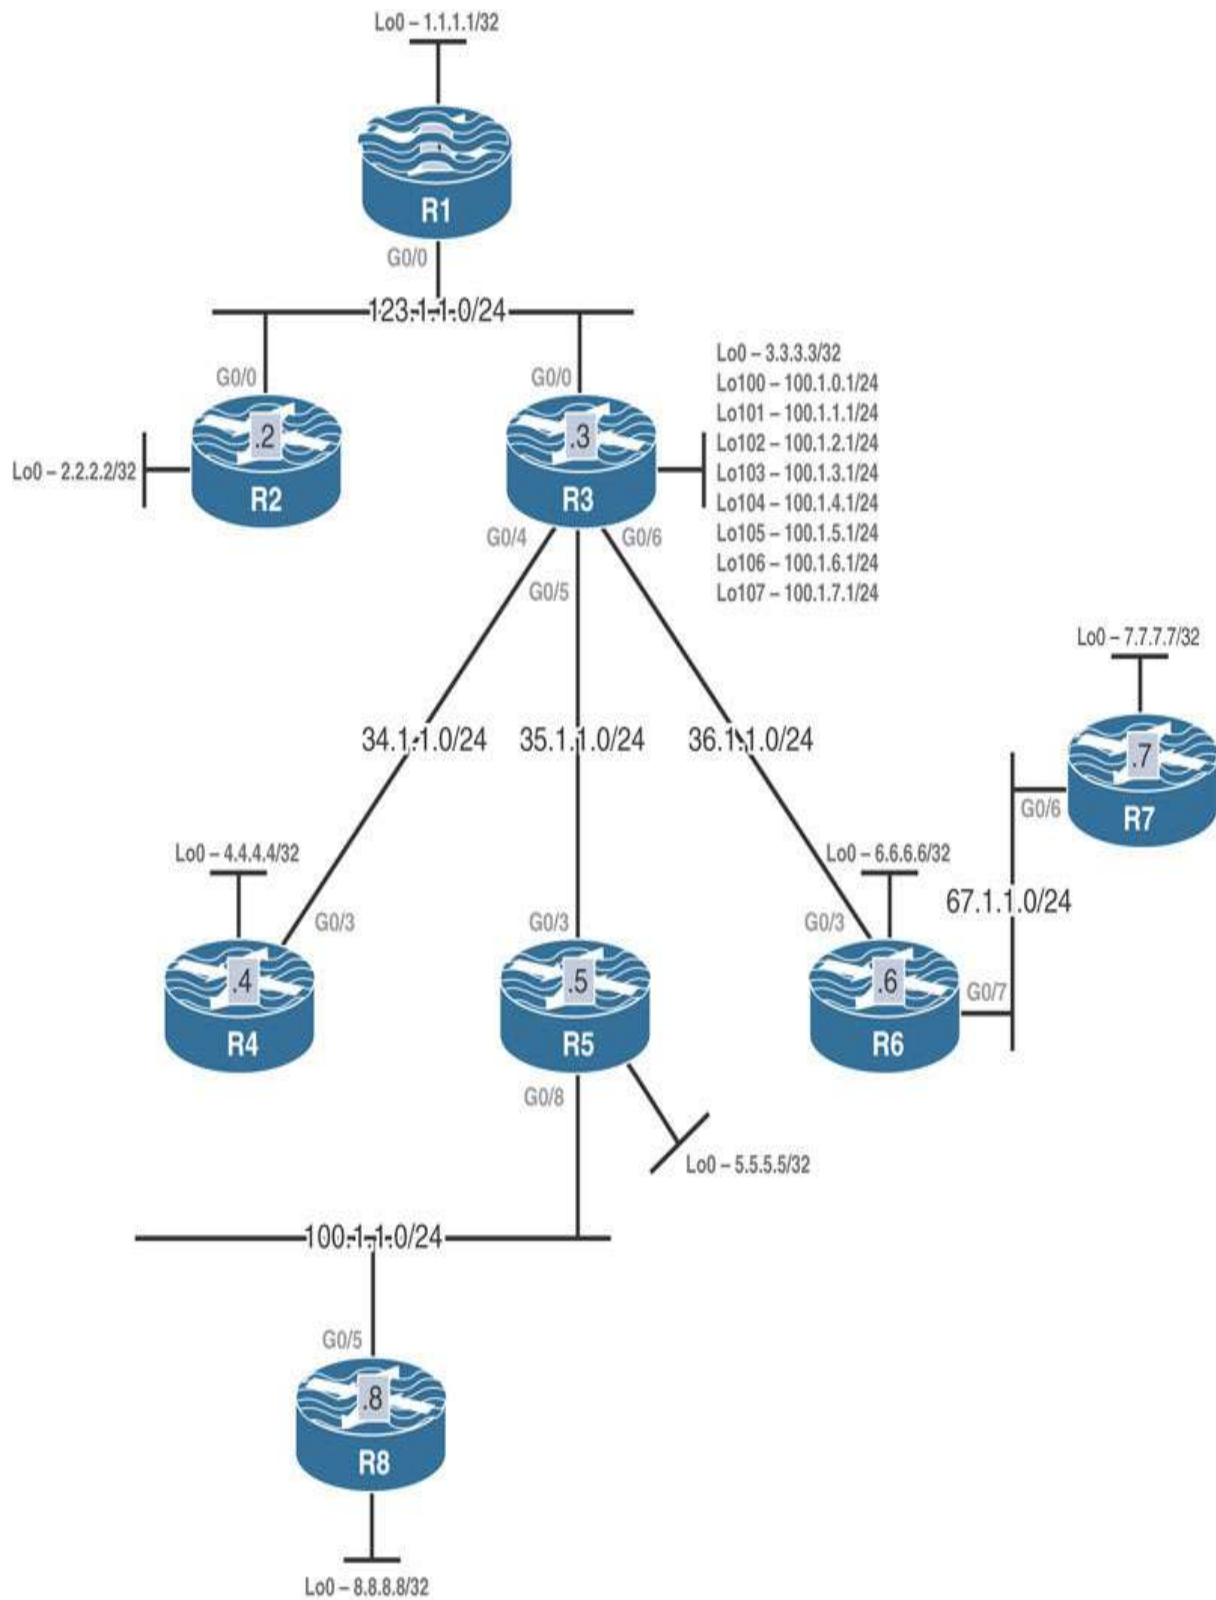 Lo0 – 1.1.1.1/32
R1
G0/0
123.1.1.0/24
G0/0
G0/0
.2
R2
Lo0 – 2.2.2.2/32
.3
R3
Lo0 – 3.3.3.3/32
Lo100 – 100.1.0.1/24
Lo101 – 100.1.1.1/24
Lo102 – 100.1.2.1/24
Lo103 – 100.1.3.1/24
Lo104 – 100.1.4.1/24
Lo105 – 100.1.5.1/24
Lo106 – 100.1.6.1/24
Lo107 – 100.1.7.1/24
G0/4
G0/5
G0/6
34.1.1.0/24
35.1.1.0/24
36.1.1.0/24
Lo0 – 7.7.7.7/32
.7
R7
G0/6
67.1.1.0/24
Lo0 – 4.4.4.4/32
G0/3
.4
R4
G0/3
.5
R5
Lo0 – 6.6.6.6/32
G0/3
.6
R6
G0/7
G0/8
Lo0 – 5.5.5.5/32
100.1.1.0/24
G0/5
.8
R8
Lo0 – 8.8.8.8/32